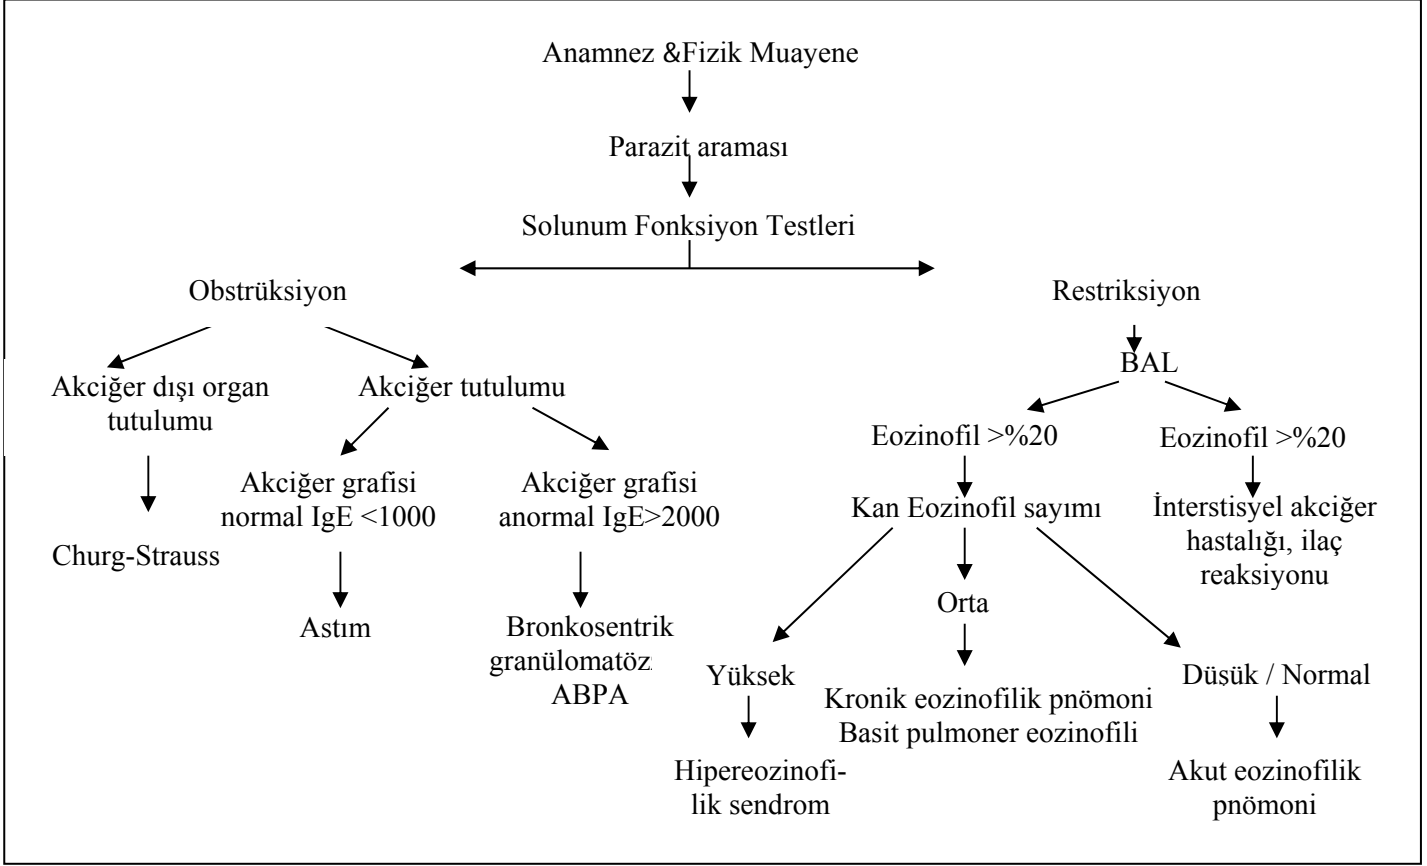 Anamnez &Fizik Muayene
Parazit araması
Solunum Fonksiyon Testleri
Obstrüksiyon
Restriksiyon
BAL
Akciğer dışı organ
tutulumu
Akciğer tutulumu
Eozinofil >%20
Eozinofil >%20
Akciğer grafisi
normal IgE <1000
Akciğer grafisi
anormal IgE>2000
Kan Eozinofil sayımı
İnterstisyel akciğer
hastalığı, ilaç
reaksiyonu
Churg-Strauss
Astım
Bronkosentrik
granülomatöz
ABPA
Orta
Yüksek
Düşük / Normal
Kronik eozinofilik pnömoni
Basit pulmoner eozinofili
Hipereozinofi-
lik sendrom
Akut eozinofilik
pnömoni